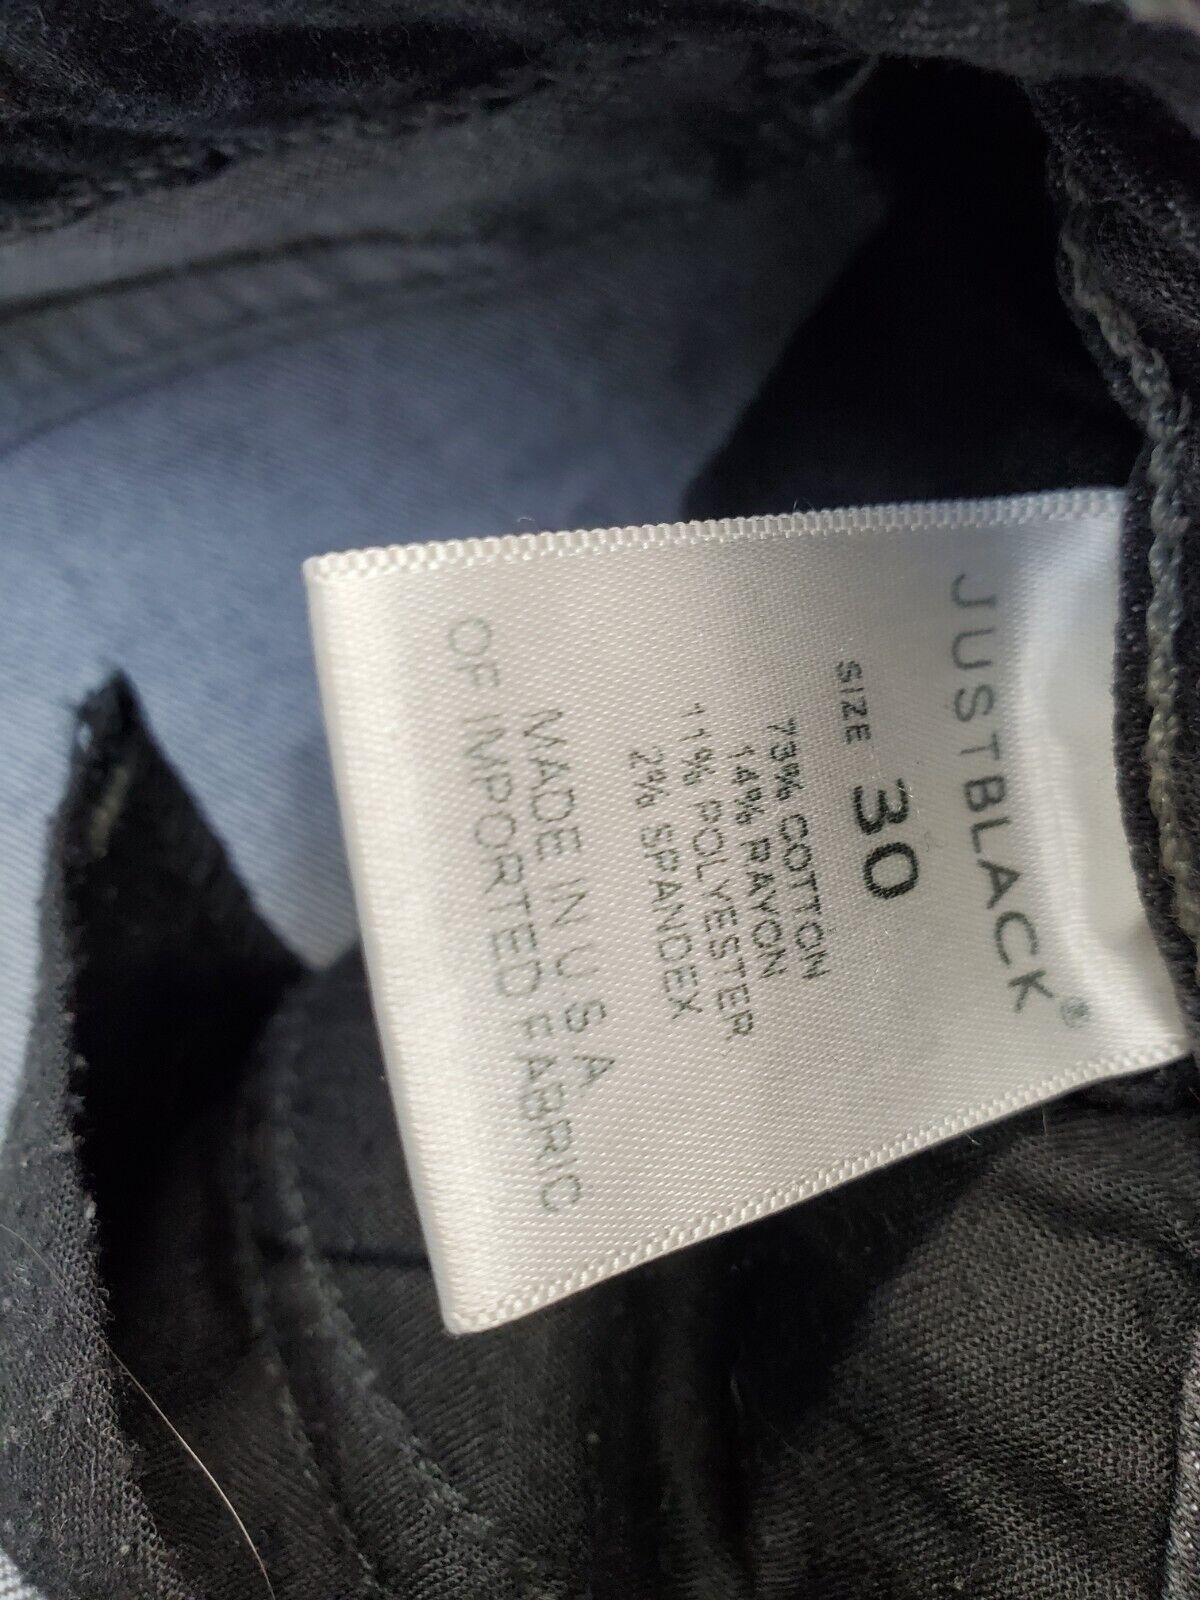 JUSTBLACK®
SIZE 30
73% COTTON
14% RAYON
11% POLYESTER
2% SPANDEX
MADE IN U S A
OF IMPORTED FABRIC